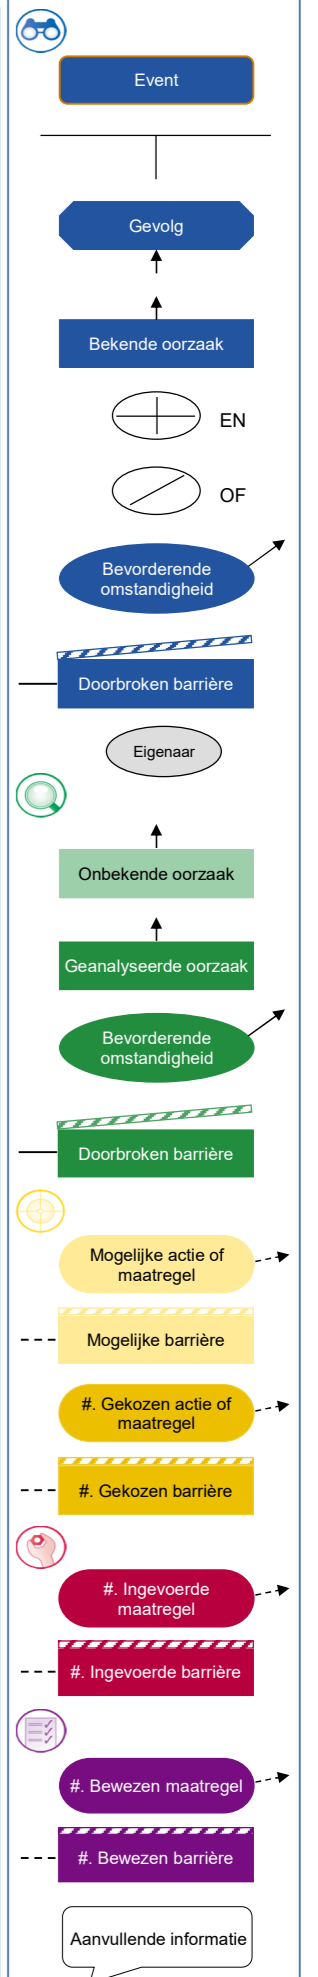 Event
Gevolg
Bekende oorzaak
EN
OF
Bevorderende
omstandigheid
Doorbroken barrière
Eigenaar
Onbekende oorzaak
Geanalyseerde oorzaak
Bevorderende
omstandigheid
Doorbroken barrière
Mogelijke actie of
maatregel
Mogelijke barrière
#. Gekozen actie of
maatregel
#. Gekozen barrière
#. Ingevoerde
maatregel
#. Ingevoerde barrière
#. Bewezen maatregel
#. Bewezen barrière
Aanvullende informatie